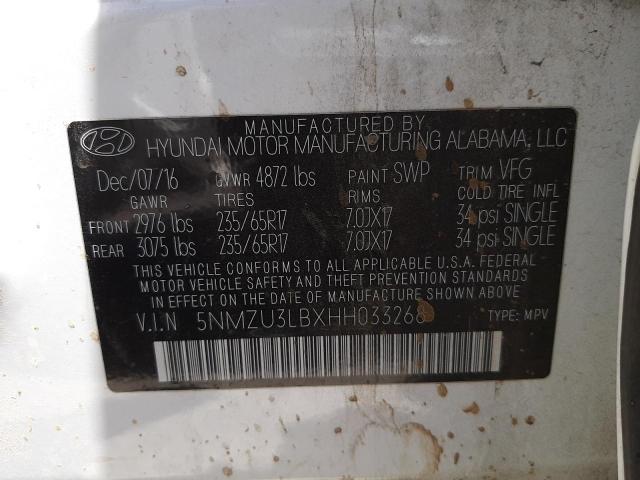 MANUFACTURED BY
HYUNDAI MOTOR MANUFACTURING ALABAMA, LLC
Dec/07/16 GVWR 4872 lbs PAINT SWP TRIM VFG
GAWR TIRES RIMS COLD TIRE INFL
FRONT 2976 lbs 235/65R17 7.0JX17 34 psi SINGLE
REAR 3075 lbs 235/65R17 7.0JX17 34 psi SINGLE
THIS VEHICLE CONFORMS TO ALL APPLICABLE U.S.A. FEDERAL
MOTOR VEHICLE SAFETY AND THEFT PREVENTION STANDARDS
IN EFFECT ON THE DATE OF MANUFACTURE SHOWN ABOVE.
V.I.N 5NMZU3LBXHH033268 TYPE: MPV